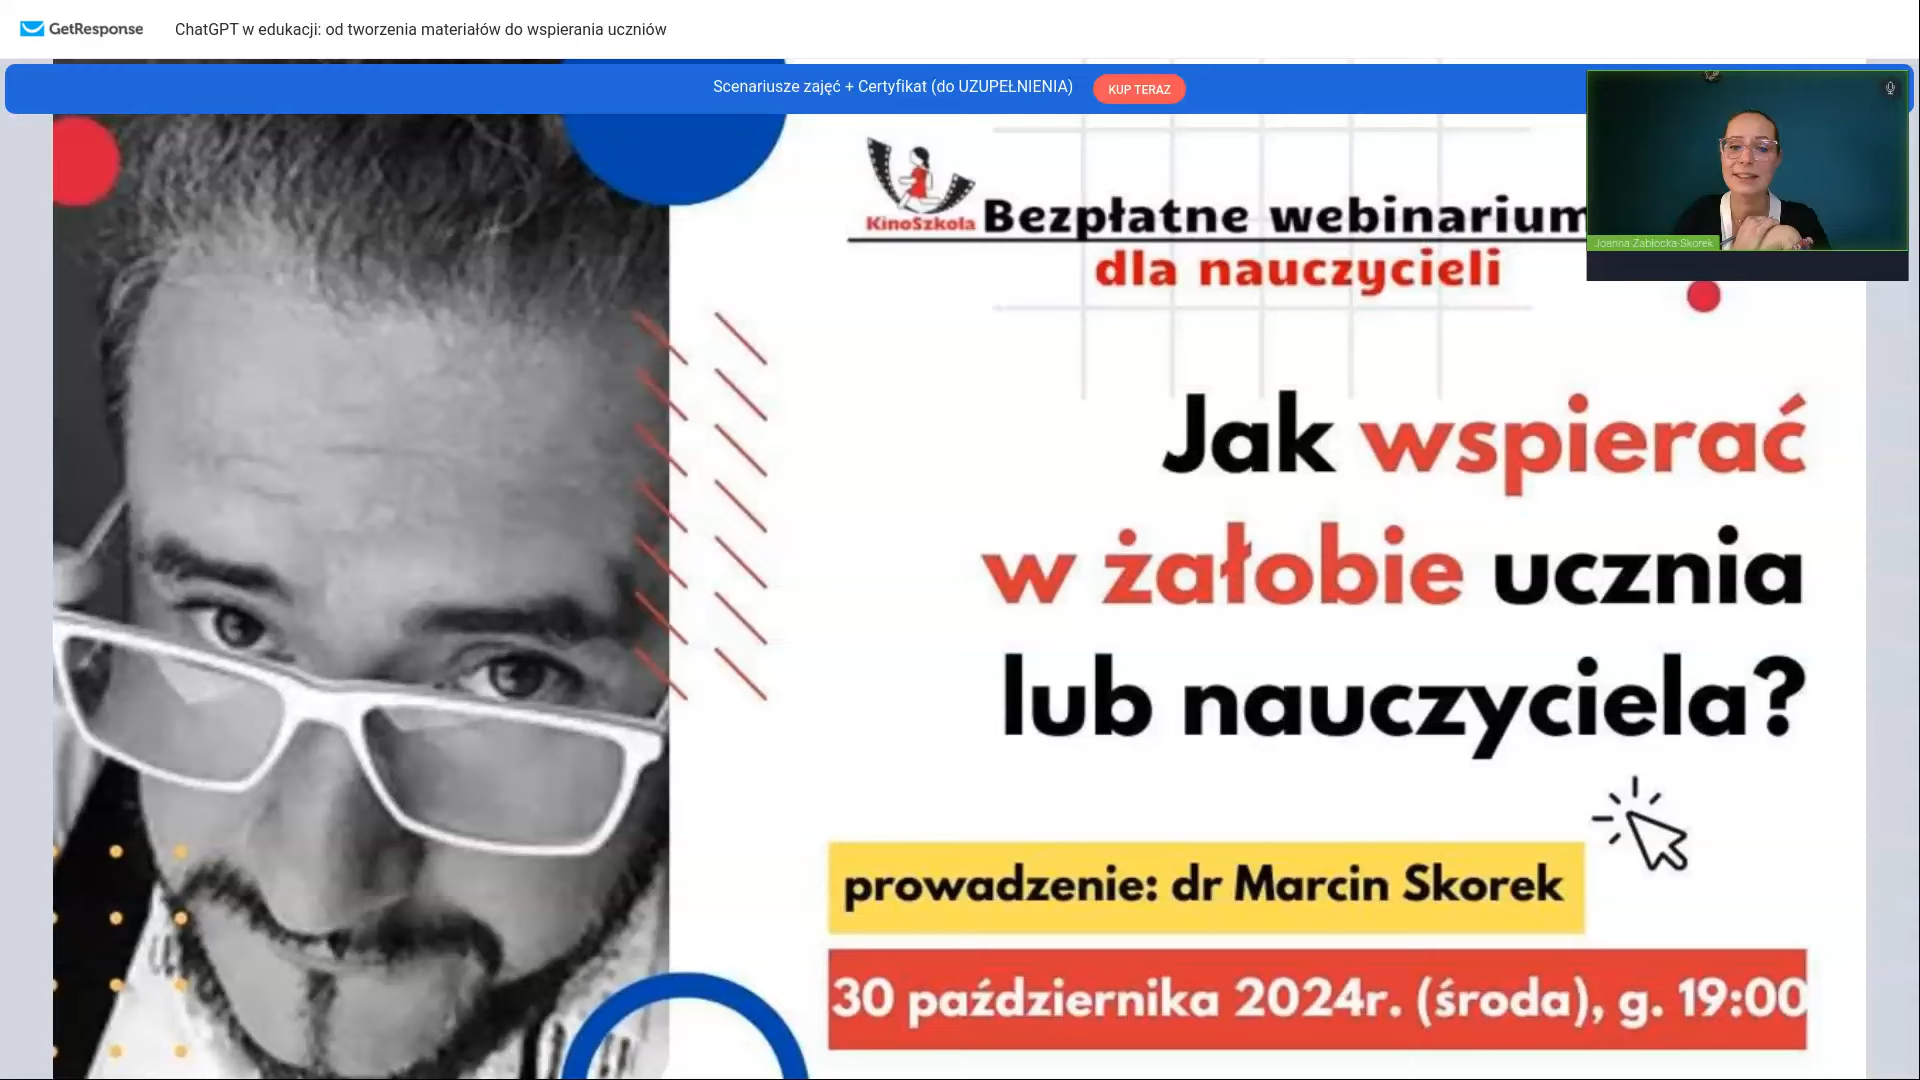 GetResponse
ChatGPT w edukacji: od tworzenia materiałów do wspierania uczniów
Scenariusze zajęć + Certyfikat (do UZUPEŁNIENIA)
KUP TERAZ
Joanna Zabłocka-Skorek
KinoSzkoła
Bezpłatne webinarium
dla nauczycieli
Jak wspierać
w żałobie ucznia
lub nauczyciela?
prowadzenie: dr Marcin Skorek
30 października 2024r. (środa), g. 19:00